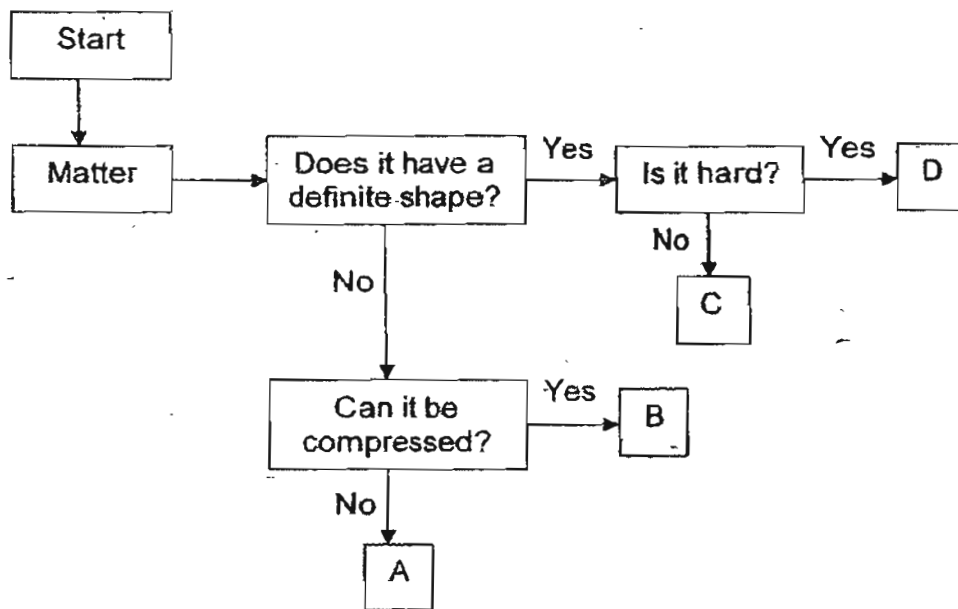 Start
Matter
Does it have a
definite shape?
Yes
Is it hard?
Yes
D
No
C
No
Can it be
compressed?
Yes
B
No
A